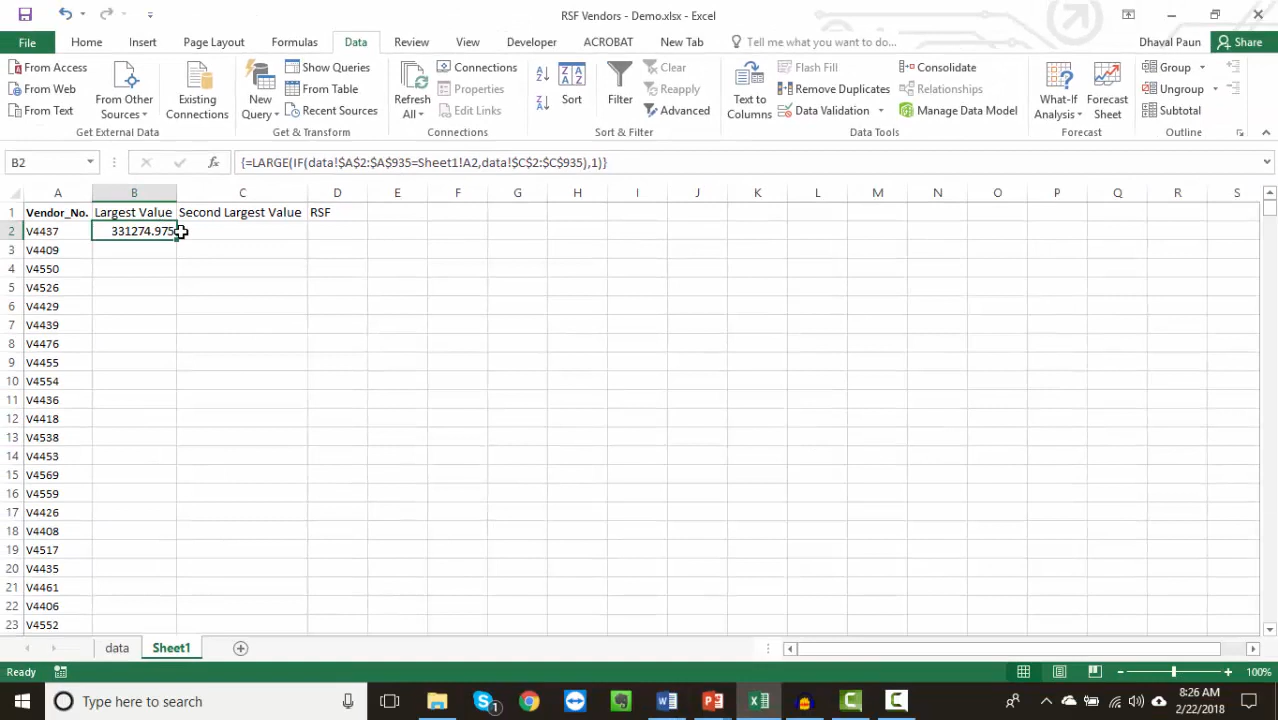 RSF Vendors - Demo.xlsx - Excel
File Home Insert Page Layout Formulas Data Review View Developer ACROBAT New Tab Tell me what you want to do... Dhayal Paun Share
From Access
From Web
From Text
From Other Sources
Existing Connections
Get External Data
New Query
Show Queries
From Table
Recent Sources
Get & Transform
Refresh All
Connections
Properties
Edit Links
Connections
Sort
Filter
Clear
Reapply
Advanced
Sort & Filter
Text to Columns
Flash Fill
Remove Duplicates
Data Validation
Consolidate
Relationships
Manage Data Model
Data Tools
What-If Analysis
Forecast Sheet
Forecast
Group
Ungroup
Subtotal
Outline
B2 fx {=LARGE(IF(data!$A$2:$A$935=Sheet1!A2,data!$C$2:$C$935),1)}
A B C D E F G H I J K L M N O P Q R S
1 Vendor_No. Largest Value Second Largest Value RSF
2 V4437 331274.975
3 V4409
4 V4550
5 V4526
6 V4429
7 V4439
8 V4476
9 V4455
10 V4554
11 V4436
12 V4418
13 V4538
14 V4453
15 V4569
16 V4559
17 V4426
18 V4408
19 V4517
20 V4435
21 V4461
22 V4406
23 V4552
data Sheet1
Ready 100%
Type here to search 1 8:26 AM
2/22/2018